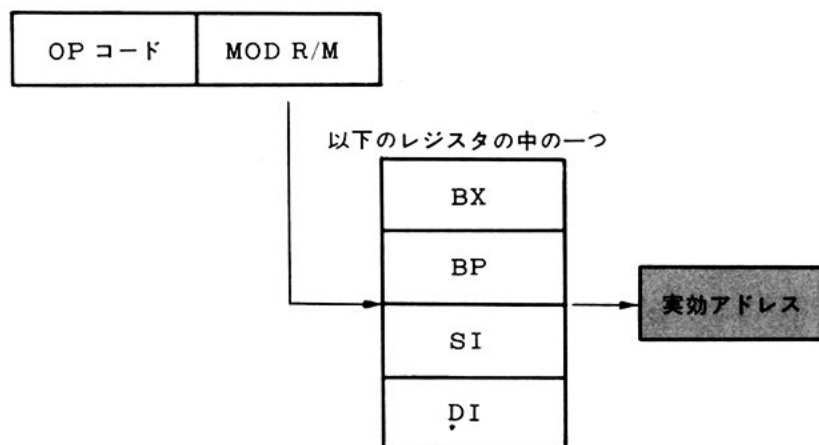 OP コード
MOD R/M
以下のレジスタの中の一つ
BX
BP
SI
DI
実効アドレス